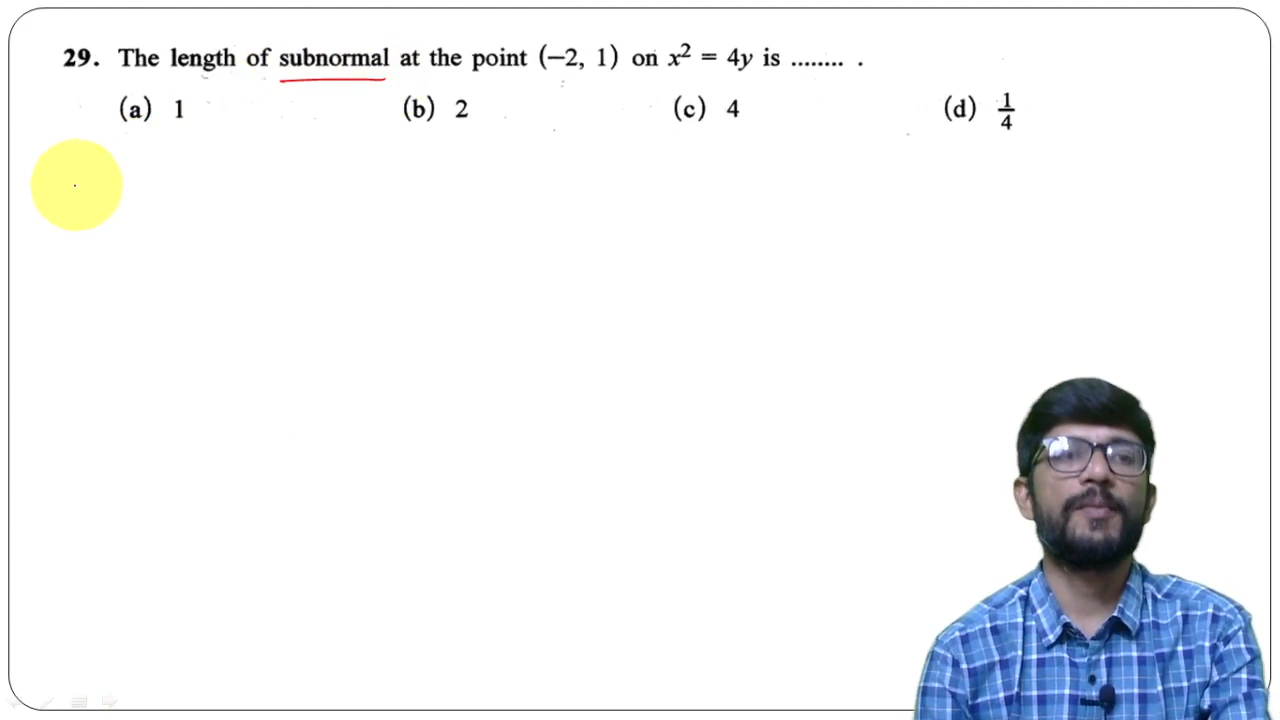 29. The length of subnormal at the point (−2, 1) on x² = 4y is ........ .
(a) 1 (b) 2 (c) 4 (d) 1/4